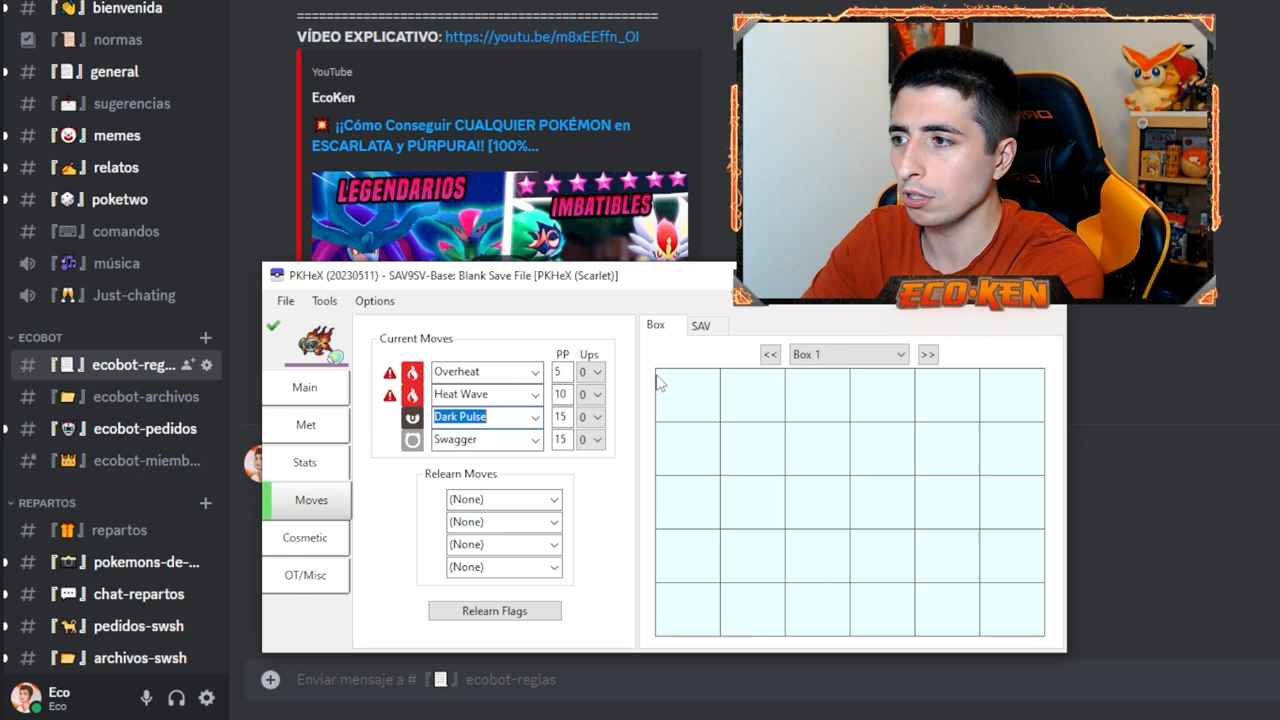 bienvenida
normas
general
sugerencias
memes
relatos
poketwo
comandos
música
Just-chating
ECOBOT
ecobot-reg...
ecobot-archivos
ecobot-pedidos
ecobot-miemb...
REPARTOS
repartos
pokemons-de-...
chat-repartos
pedidos-swsh
archivos-swsh
Eco
Eco
VÍDEO EXPLICATIVO: https://youtu.be/m8xEEffn_OI
YouTube
EcoKen
¡¡Cómo Conseguir CUALQUIER POKÉMON en
ESCARLATA y PÚRPURA!! [100%...
LEGENDARIOS
IMBATIBLES
ECO·KEN
PKHeX (20230511) - SAV9SV-Base: Blank Save File [PKHeX (Scarlet)]
File Tools Options
Main
Met
Stats
Moves
Cosmetic
OT/Misc
Current Moves
PP Ups
Overheat 5 0
Heat Wave 10 0
Dark Pulse 15 0
Swagger 15 0
Relearn Moves
(None)
(None)
(None)
(None)
Relearn Flags
Box SAV
<< Box 1 >>
Enviar mensaje a # 『📃』 ecobot-reglas